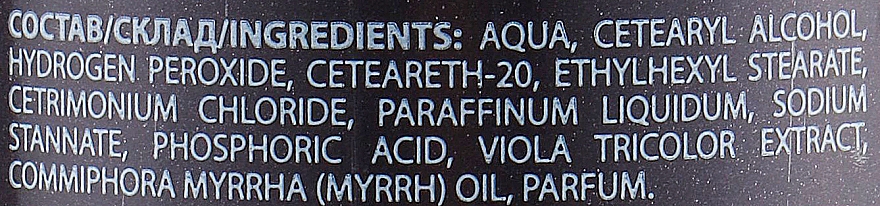 СОСТАВ/СКЛАД/INGREDIENTS: AQUA, CETEARYL ALCOHOL,
HYDROGEN PEROXIDE, CETEARETH-20, ETHYLHEXYL STEARATE,
CETRIMONIUM CHLORIDE, PARAFFINUM LIQUIDUM, SODIUM
STANNATE, PHOSPHORIC ACID, VIOLA TRICOLOR EXTRACT,
COMMIPHORA MYRRHA (MYRRH) OIL, PARFUM.